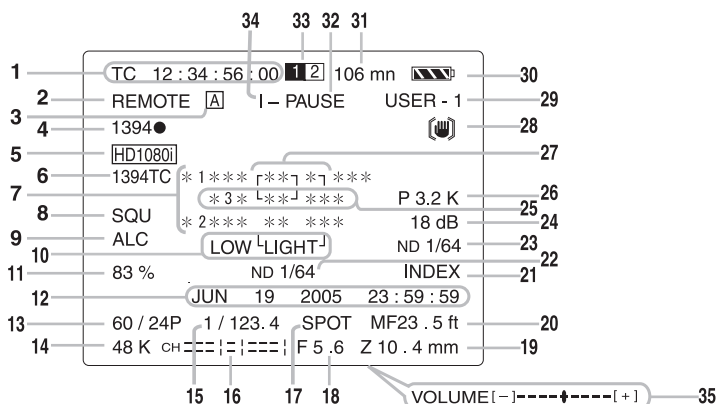 34 33 32 31
1 TC 12 : 34 : 56 : 00 1 2 106 mn 30
2 REMOTE A I – PAUSE USER - 1 29
3
4 1394● 28
5 HD1080i 27
6 1394TC ∗ 1 ∗∗∗ ┌∗∗┐ ∗┐ ∗∗∗
7 ∗ 3 ∗ └∗∗┘ ∗∗∗ P 3.2 K 26
25
8 SQU ∗ 2 ∗∗∗ ∗∗ ∗∗∗ 18 dB 24
9 ALC ND 1/64 23
10 LOW └LIGHT┘ 22
11 83 % ND 1/64 INDEX 21
12 JUN 19 2005 23 : 59 : 59
13 60 / 24P 1 / 123. 4 SPOT MF23 . 5 ft 20
14 48 K CH F 5 .6 Z 10 . 4 mm 19
15 16 17 18 VOLUME [ – ] - - - - - - - - - [ + ] 35